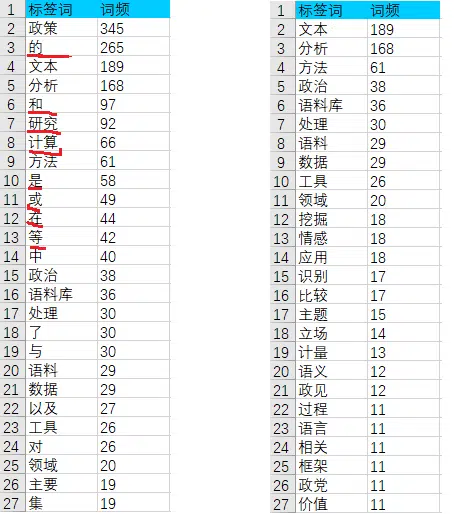 1 标签词 词频
2 政策 345
3 的 265
4 文本 189
5 分析 168
6 和 97
7 研究 92
8 计算 66
9 方法 61
10 是 58
11 或 49
12 在 44
13 等 42
14 中 40
15 政治 38
16 语料库 36
17 处理 30
18 了 30
19 与 30
20 语料 29
21 数据 29
22 以及 27
23 工具 26
24 对 26
25 领域 20
26 主要 19
27 集 19
1 标签词 词频
2 文本 189
3 分析 168
4 方法 61
5 政治 38
6 语料库 36
7 处理 30
8 语料 29
9 数据 29
10 工具 26
11 领域 20
12 挖掘 18
13 情感 18
14 应用 18
15 识别 17
16 比较 17
17 主题 15
18 立场 14
19 计量 13
20 语义 12
21 政见 12
22 过程 11
23 语言 11
24 相关 11
25 框架 11
26 政党 11
27 价值 11